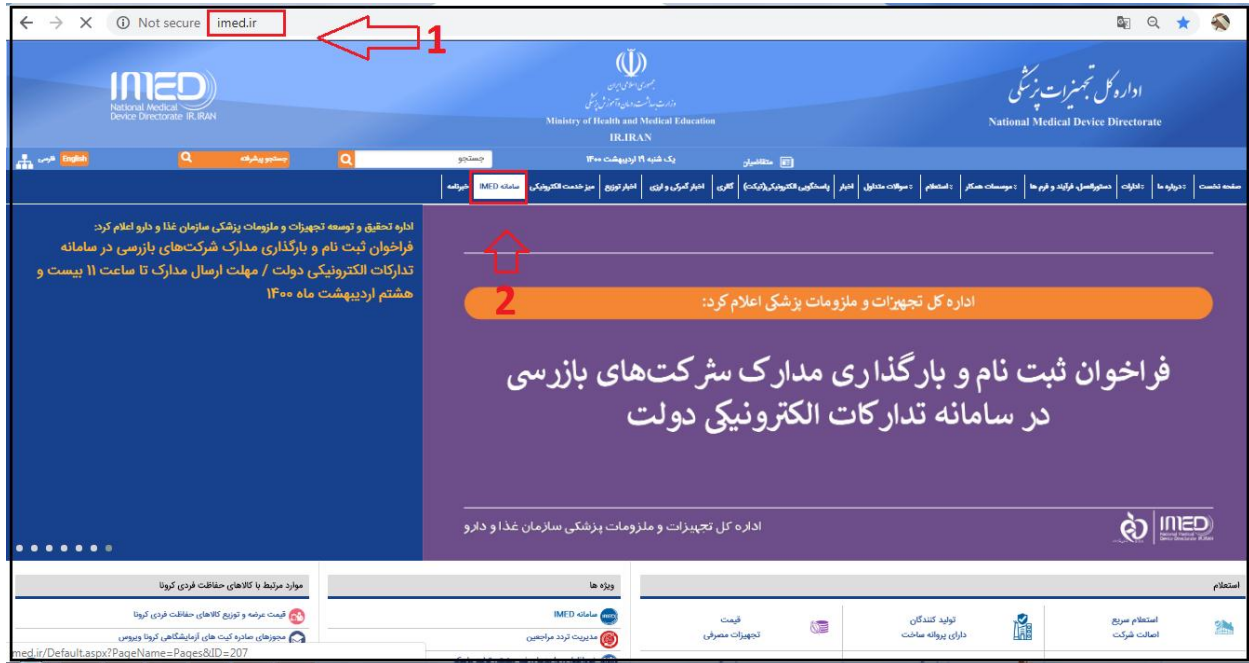 Not secure
imed.ir
1
IMED
National Medical
Device Directorate IR.IRAN
جمهوری اسلامی ایران
وزارت بهداشت، درمان و آموزش پزشکی
Ministry of Health and Medical Education
IR.IRAN
اداره کل تجهیزات پزشکی
National Medical Device Directorate
متقاضیان
یک شنبه ۱۹ اردیبهشت ۱۴۰۰
جستجو
جستجو پیشرفته
English
فارسی
صفحه نخست
درباره ما
ادارات
دستورالعمل، فرآیند و فرم ها
موسسات همکار
استعلام
سوالات متداول
اخبار
پاسخگویی الکترونیکی(تیکت)
گالری
اخبار گمرکی و ارزی
اخبار توزیع
میز خدمت الکترونیکی
سامانه IMED
خبرنامه
2
اداره کل تجهیزات و ملزومات پزشکی اعلام کرد:
فراخوان ثبت نام و بارگذاری مدارک شرکت‌های بازرسی
در سامانه تدارکات الکترونیکی دولت
اداره کل تجهیزات و ملزومات پزشکی سازمان غذا و دارو
IMED
اداره تحقیق و توسعه تجهیزات و ملزومات پزشکی سازمان غذا و دارو اعلام کرد:
فراخوان ثبت نام و بارگذاری مدارک شرکت‌های بازرسی در سامانه
تدارکات الکترونیکی دولت / مهلت ارسال مدارک تا ساعت ۱۱ بیست و
هشتم اردیبهشت ماه ۱۴۰۰
استعلام
استعلام سریع
اصالت شرکت
تولید کنندگان
دارای پروانه ساخت
قیمت
تجهیزات مصرفی
ویژه ها
سامانه IMED
مدیریت تردد مراجعین
موارد مرتبط با کالاهای حفاظت فردی کرونا
قیمت عرضه و توزیع کالاهای حفاظت فردی کرونا
مجوزهای صادره کیت های آزمایشگاهی کرونا ویروس
med.ir/Default.aspx?PageName=Pages&ID=207